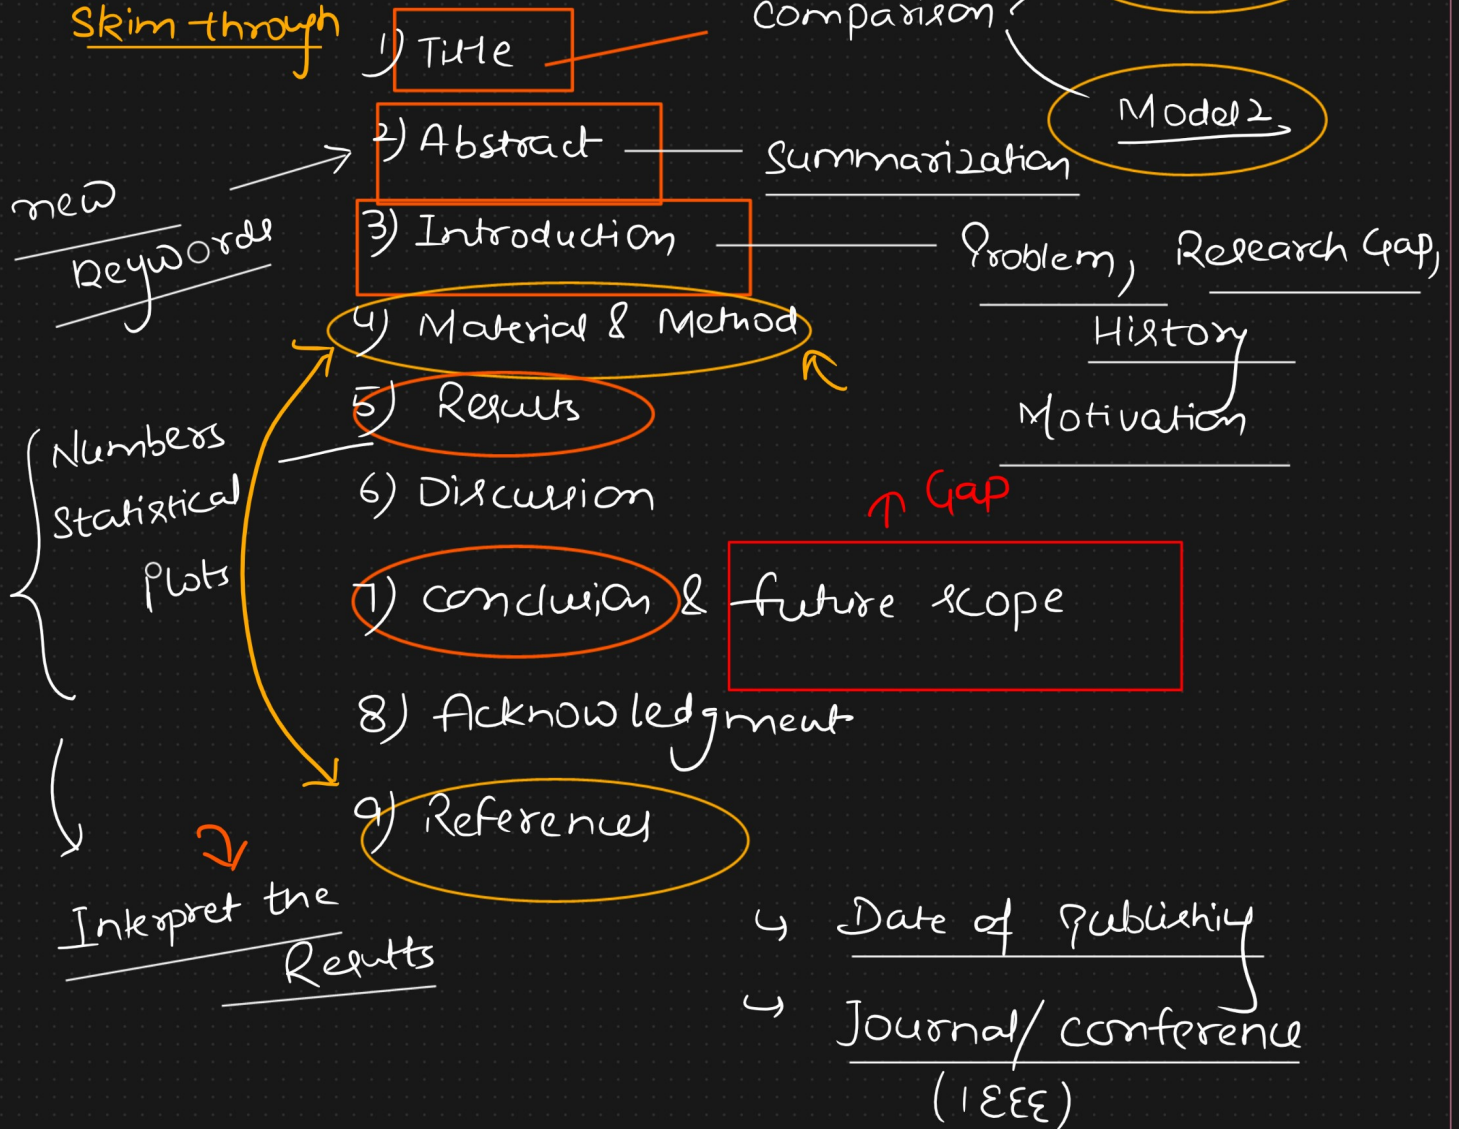 Skim through
Comparison
1) Title
Model 2
2) Abstract
Summarization
new
keywords
3) Introduction
Problem, Research Gap,
4) Material & Method
History
5) Results
Motivation
Numbers
Statistical
Plots
6) Discussion
Gap
7) Conclusion & future scope
8) Acknowledgment
9) References
Interpret the
Results
Date of Publishing
Journal/ conference
(IEEE)